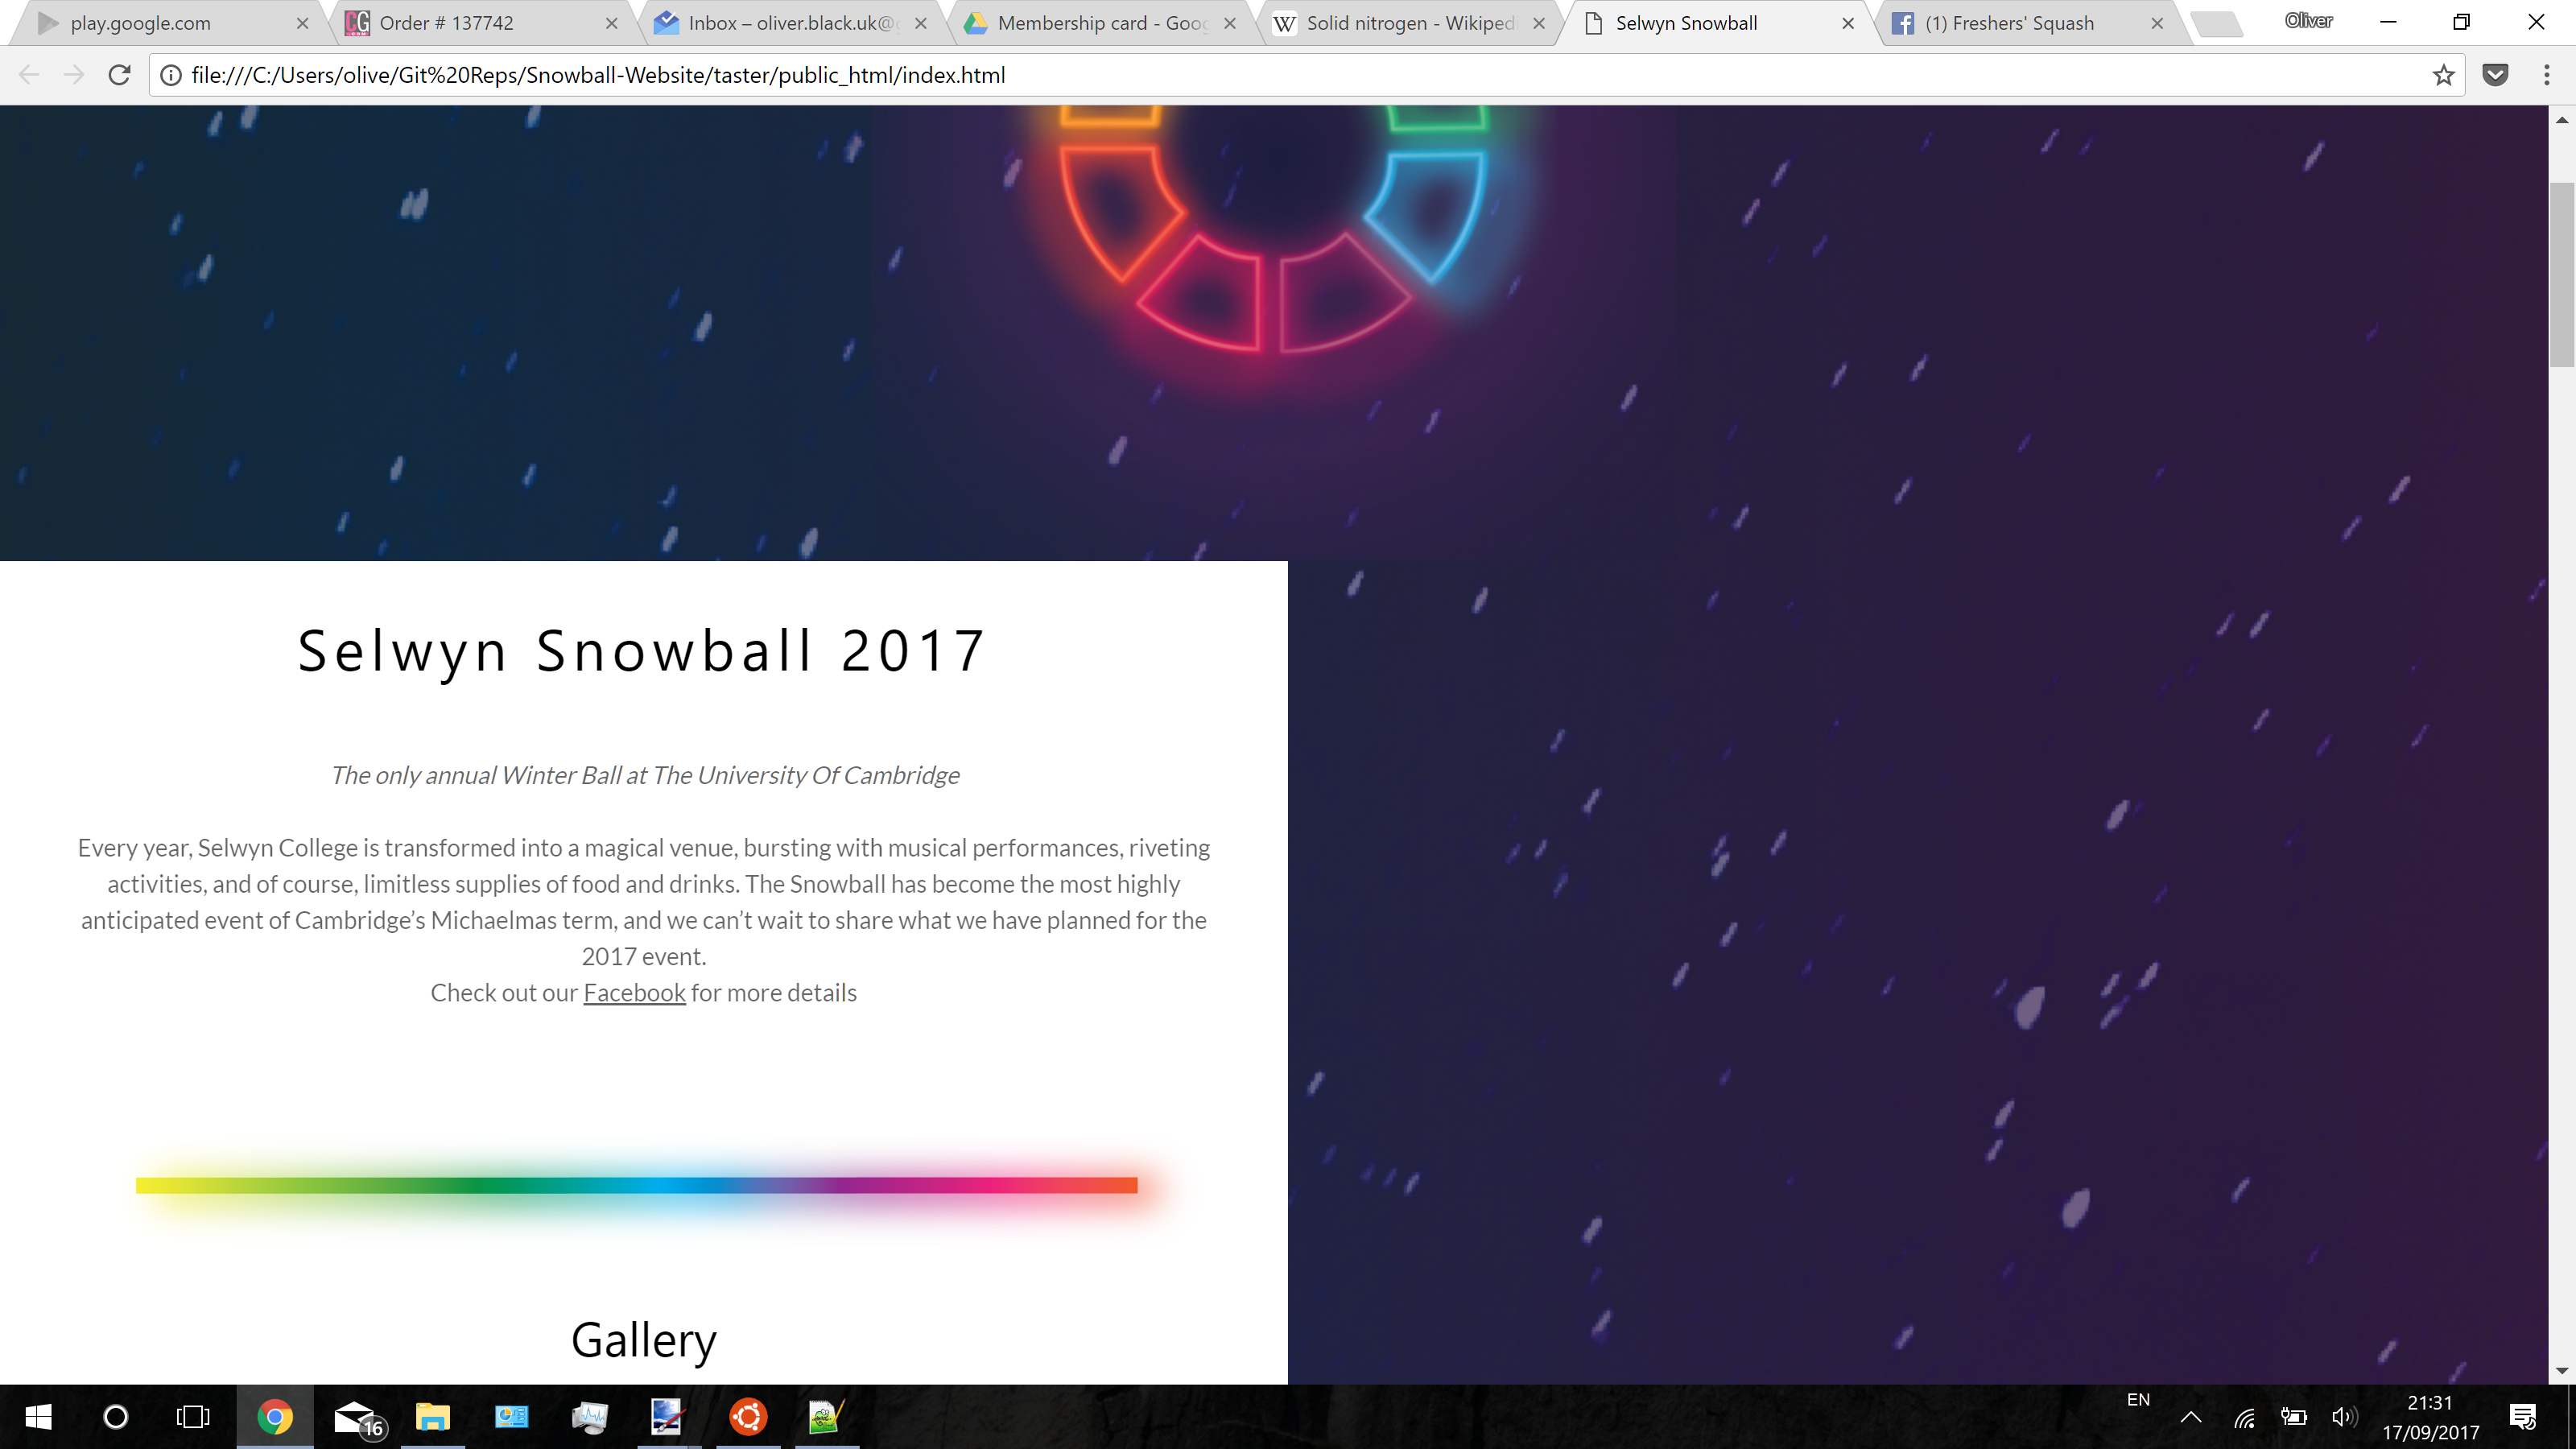 play.google.com
Order # 137742
Inbox – oliver.black.uk@g
Membership card - Goog
Solid nitrogen - Wikipedi
Selwyn Snowball
(1) Freshers' Squash
Oliver
file:///C:/Users/olive/Git%20Reps/Snowball-Website/taster/public_html/index.html
Selwyn Snowball 2017
The only annual Winter Ball at The University Of Cambridge
Every year, Selwyn College is transformed into a magical venue, bursting with musical performances, riveting
activities, and of course, limitless supplies of food and drinks. The Snowball has become the most highly
anticipated event of Cambridge’s Michaelmas term, and we can’t wait to share what we have planned for the
2017 event.
Check out our Facebook for more details
Gallery
16
EN
21:31
17/09/2017